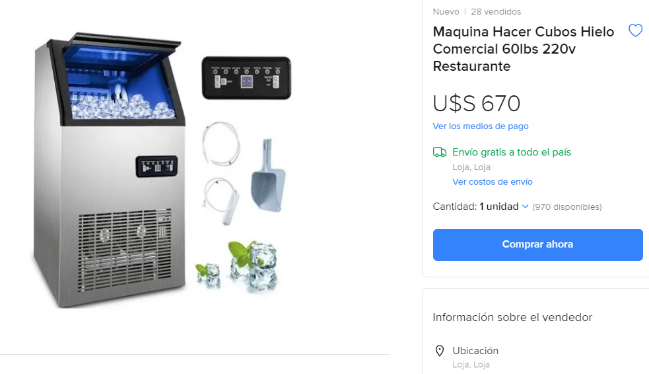 Nuevo | 28 vendidos
Maquina Hacer Cubos Hielo
Comercial 60lbs 220v
Restaurante
U$S 670
Ver los medios de pago
Envío gratis a todo el país
Loja, Loja
Ver costos de envío
Cantidad: 1 unidad (970 disponibles)
Comprar ahora
Información sobre el vendedor
Ubicación
Loja, Loja